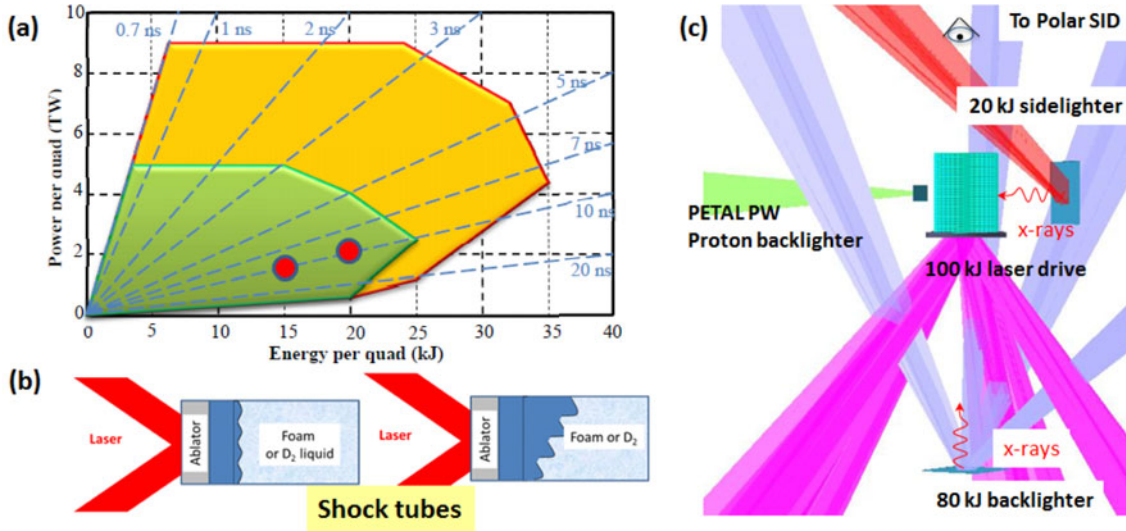 (a)
Power per quad (TW)
10
8
6
4
2
0
0.7 ns
1 ns
2 ns
3 ns
5 ns
7 ns
10 ns
20 ns
0 5 10 15 20 25 30 35 40
Energy per quad (kJ)
(b)
Laser
Ablator
Foam
or D₂ liquid
Laser
Ablator
Foam or D₂
Shock tubes
(c)
To Polar SID
20 kJ sidelighter
PETAL PW
Proton backlighter
x-rays
100 kJ laser drive
x-rays
80 kJ backlighter